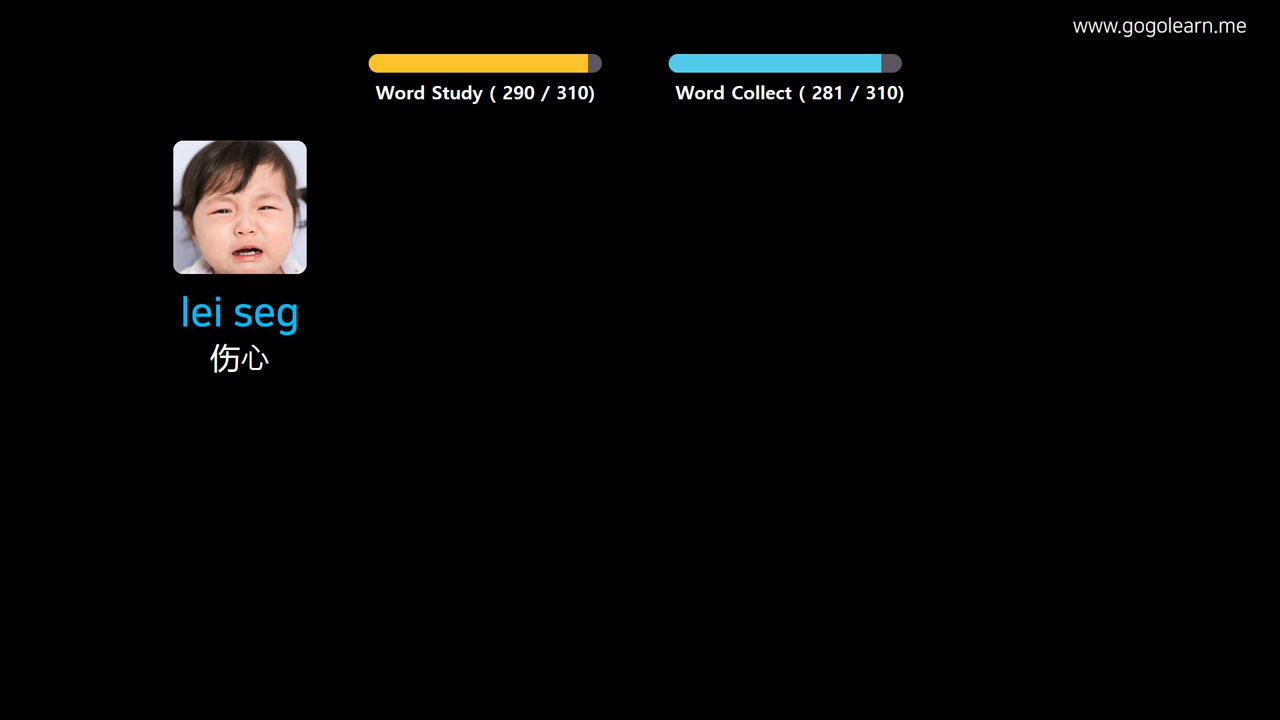 www.gogolearn.me
Word Study ( 290 / 310)
Word Collect ( 281 / 310)
lei seg
伤心